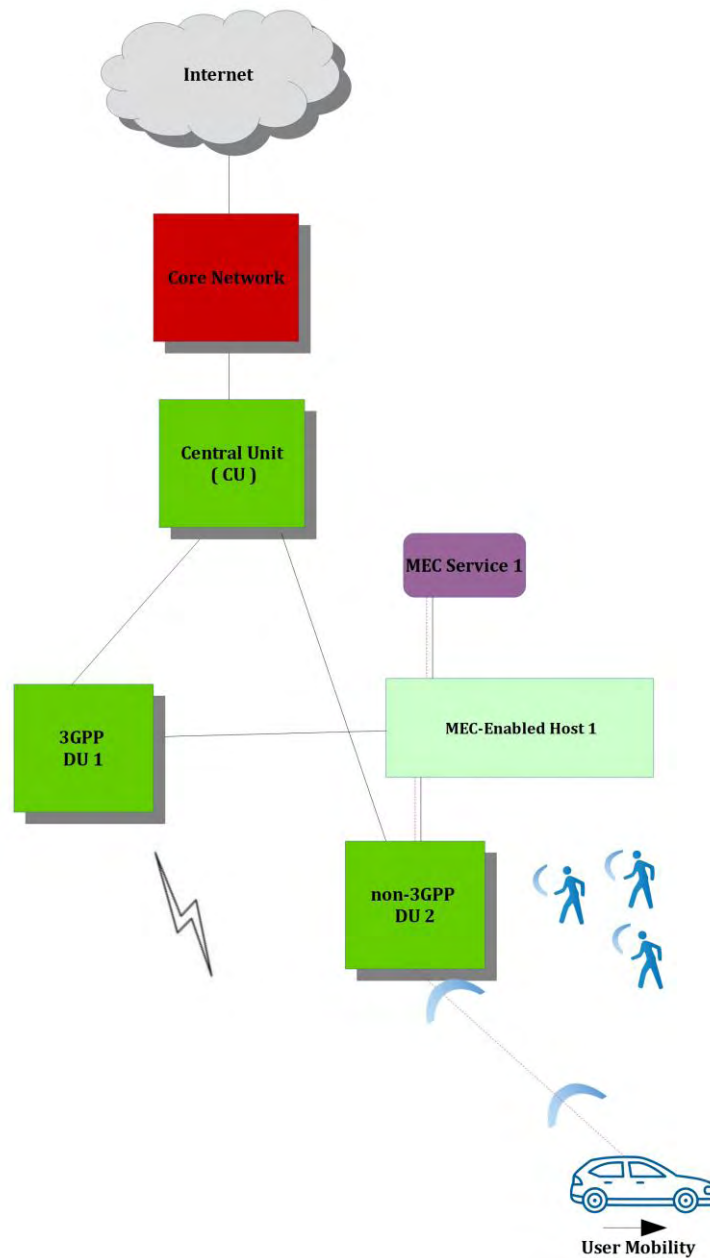 Internet
Core Network
Central Unit
( CU )
MEC Service 1
3GPP
DU 1
MEC-Enabled Host 1
non-3GPP
DU 2
User Mobility